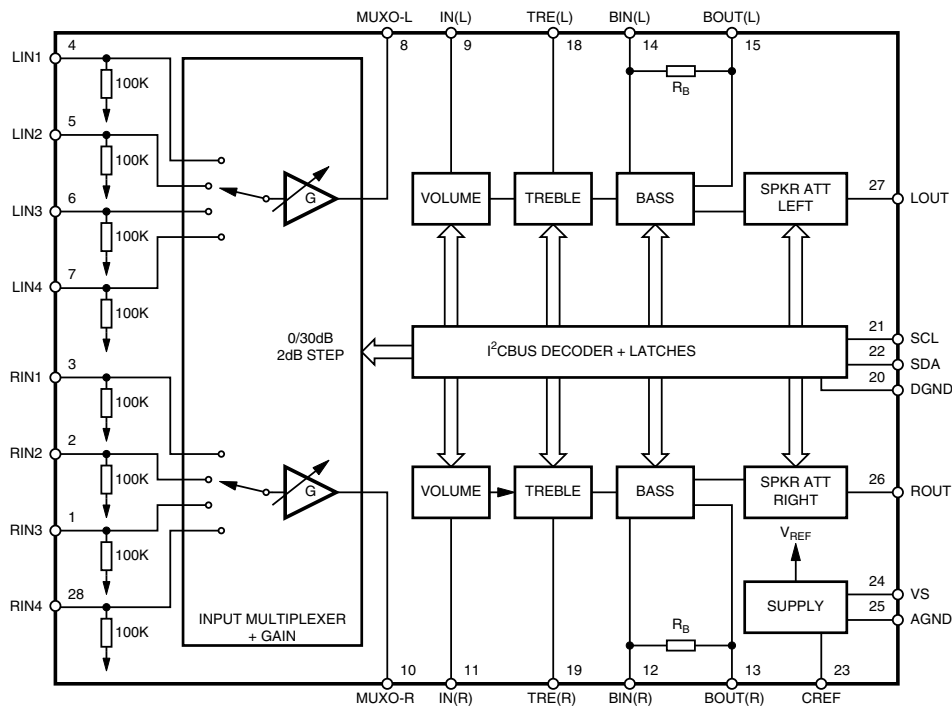 MUXO-L IN(L) TRE(L) BIN(L) BOUT(L)
8 9 18 14 15
LIN1 4
100K
LIN2 5
100K
LIN3 6
100K
LIN4 7
100K
G
R_B
VOLUME TREBLE BASS SPKR ATT LEFT
27 LOUT
0/30dB
2dB STEP
I²CBUS DECODER + LATCHES
21 SCL
22 SDA
20 DGND
RIN1 3
100K
RIN2 2
100K
RIN3 1
100K
RIN4 28
100K
G
VOLUME TREBLE BASS SPKR ATT RIGHT
26 ROUT
V_REF
SUPPLY
24 VS
25 AGND
INPUT MULTIPLEXER
+ GAIN
R_B
10 11 19 12 13 23
MUXO-R IN(R) TRE(R) BIN(R) BOUT(R) CREF